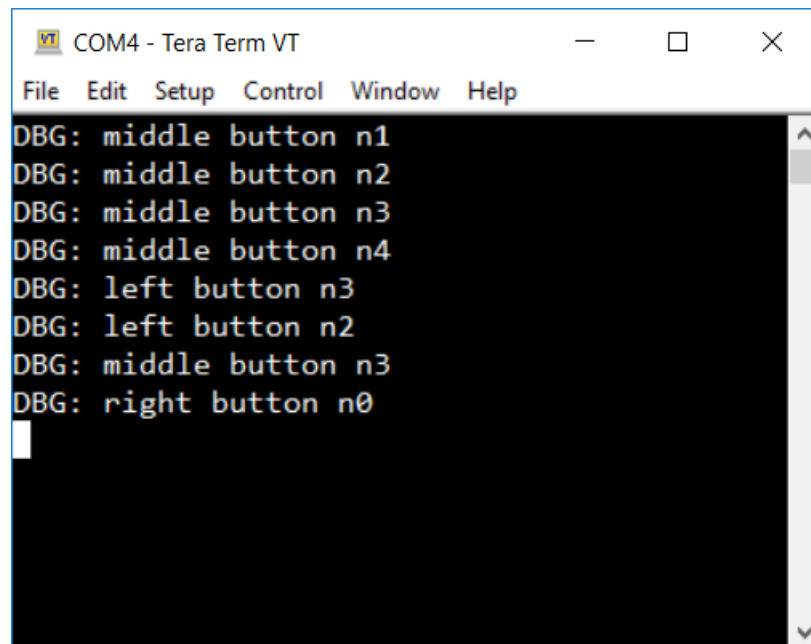 COM4 - Tera Term VT
File Edit Setup Control Window Help
DBG: middle button n1
DBG: middle button n2
DBG: middle button n3
DBG: middle button n4
DBG: left button n3
DBG: left button n2
DBG: middle button n3
DBG: right button n0